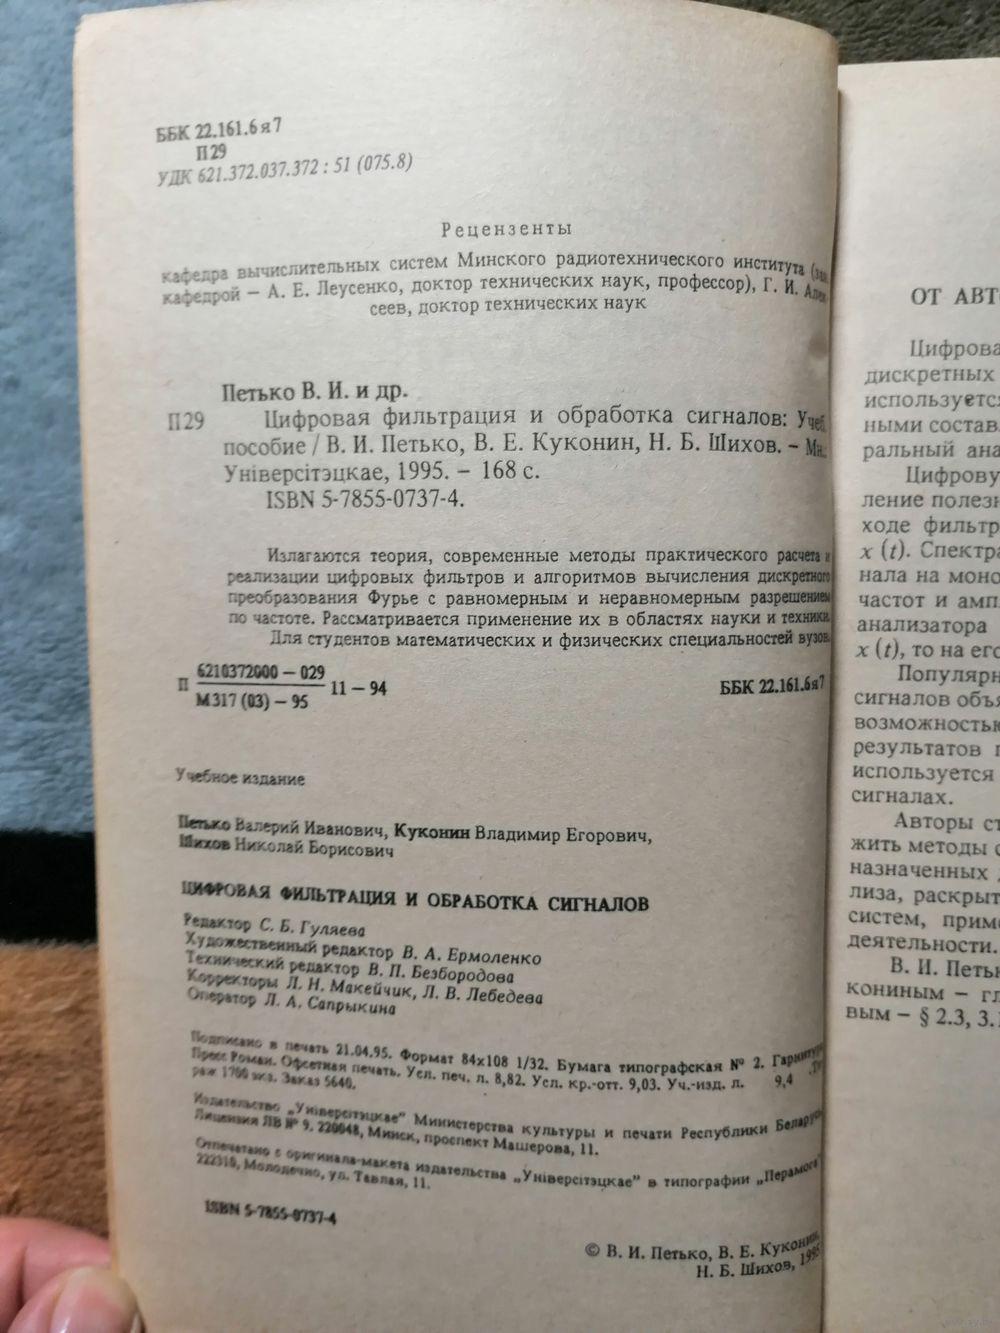 ББК 22.161.6я7
П29
УДК 621.372.037.372 : 51 (075.8)
Рецензенты
кафедра вычислительных систем Минского радиотехнического института (зав.
кафедрой – А. Е. Леусенко, доктор технических наук, профессор), Г. И. Алек
сеев, доктор технических наук
Петько В. И. и др.
П29 Цифровая фильтрация и обработка сигналов: Учеб.
пособие / В. И. Петько, В. Е. Куконин, Н. Б. Шихов. – Мн.:
Універсітэцкае, 1995. – 168 с.
ISBN 5-7855-0737-4.
Излагаются теория, современные методы практического расчета и
реализации цифровых фильтров и алгоритмов вычисления дискретного
преобразования Фурье с равномерным и неравномерным разрешением
по частоте. Рассматривается применение их в областях науки и техники.
Для студентов математических и физических специальностей вузов.
П 6210372000 – 029
М317 (03) – 95 11 – 94
ББК 22.161.6я7
Учебное издание
Петько Валерий Иванович, Куконин Владимир Егорович,
Шихов Николай Борисович
ЦИФРОВАЯ ФИЛЬТРАЦИЯ И ОБРАБОТКА СИГНАЛОВ
Редактор С. Б. Гуляева
Художественный редактор В. А. Ермоленко
Технический редактор В. П. Безбородова
Корректоры Л. Н. Макейчик, Л. В. Лебедева
Оператор Л. А. Сапрыкина
Подписано в печать 21.04.95. Формат 84х108 1/32. Бумага типографская № 2. Гарнитура
Пресс Роман. Офсетная печать. Усл. печ. л. 8,82. Усл. кр.-отт. 9,03. Уч.-изд. л. 9,4 . Ти
раж 1700 экз. Заказ 5640.
Издательство „Універсітэцкае” Министерства культуры и печати Республики Беларусь
Лицензия ЛВ № 9. 220048, Минск, проспект Машерова, 11.
Отпечатано с оригинала-макета издательства „Універсітэцкае” в типографии „Перамога”
222310, Молодечно, ул. Тавлая, 11.
ISBN 5-7855-0737-4
© В. И. Петько, В. Е. Куконин,
Н. Б. Шихов, 1995
ОТ АВТ
Цифрова
дискретных
используетс
ными состав
ральный ана
Цифрову
ление полез
ходе фильтр
x (t). Спектра
нала на моно
частот и амп
анализатора
x (t), то на ег
Популярн
сигналов объ
возможность
результатов п
используется
сигналах.
Авторы ст
жить методы с
назначенных
лиза, раскрыт
систем, приме
деятельности.
В. И. Петьк
кониным – гл
вым – § 2.3, 3.